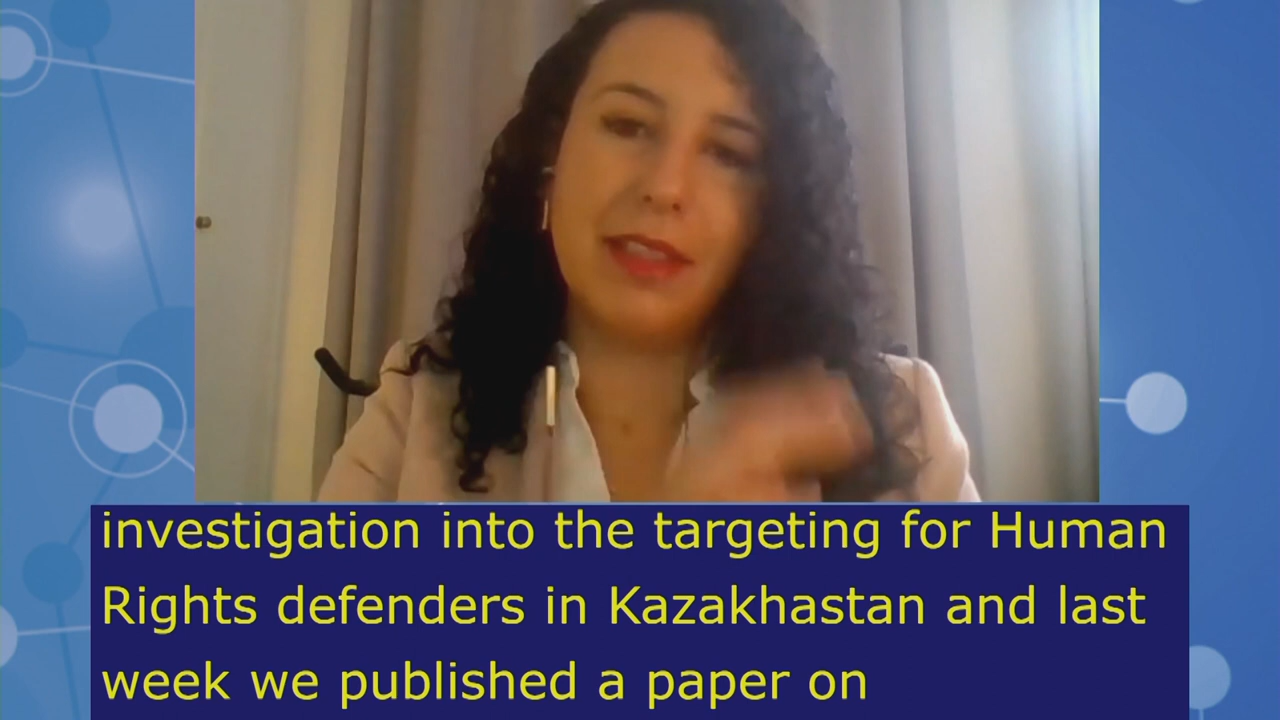 investigation into the targeting for Human
Rights defenders in Kazakhastan and last
week we published a paper on